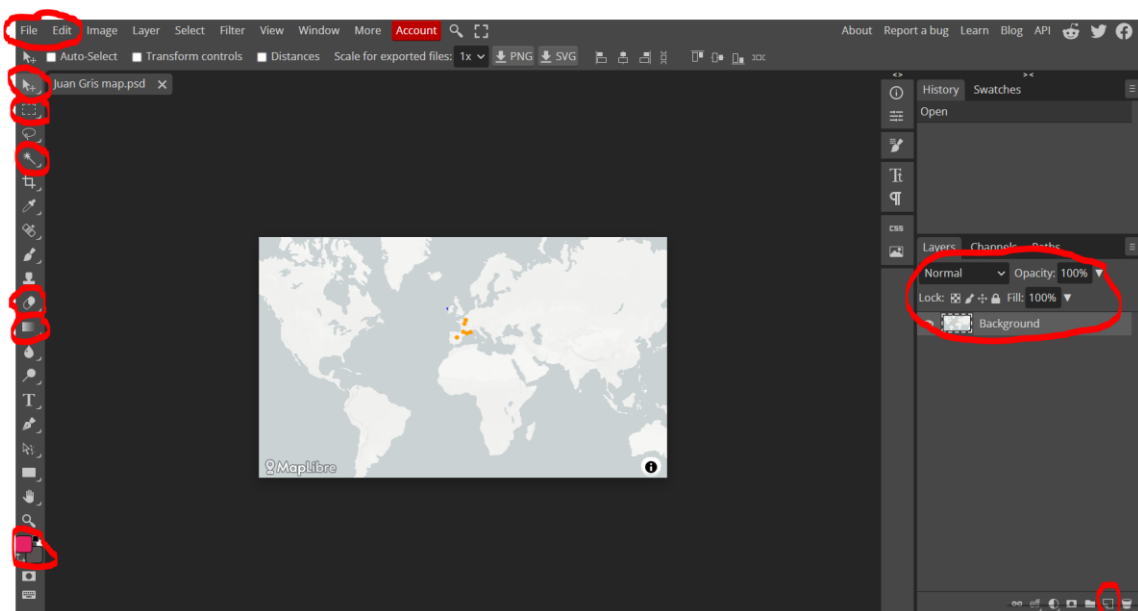 File Edit Image Layer Select Filter View Window More Account About Report a bug Learn Blog API
Auto-Select Transform controls Distances Scale for exported files: 1x PNG SVG
Juan Gris map.psd
History Swatches
Open
CSS
Layers Channels Paths
Normal Opacity: 100%
Lock: Fill: 100%
Background
MapLibre